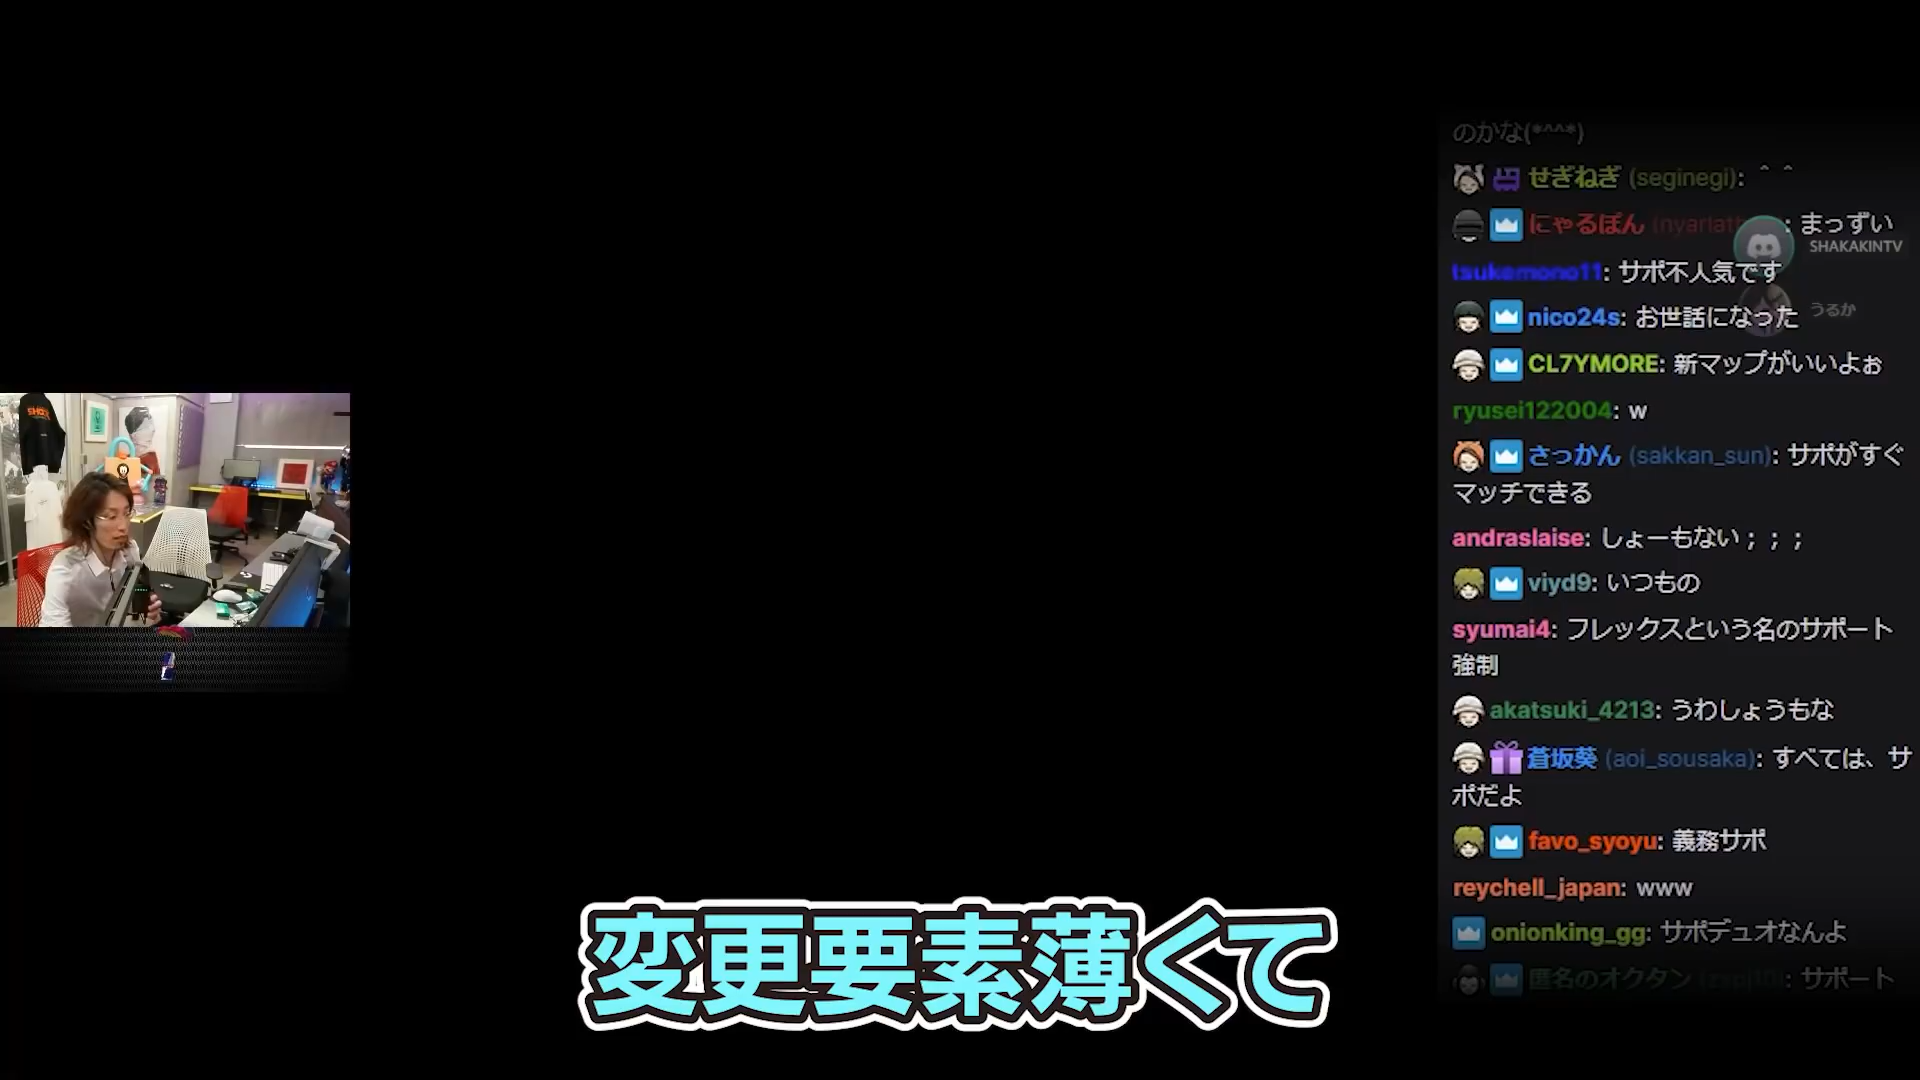 のかな(*^^*)
せぎねぎ (seginegi): ＾＾
にゃるぽん : まっずい
SHAKAKINTV
tsukemono11: サポ不人気です
うるか
nico24s: お世話になった
CL7YMORE: 新マップがいいよぉ
ryusei122004: w
さっかん (sakkan_sun): サポがすぐ
マッチできる
andraslaise: しょーもない；；；
viyd9: いつもの
syumai4: フレックスという名のサポート
強制
akatsuki_4213: うわしょうもな
蒼坂葵 (aoi_sousaka): すべては、サ
ポだよ
favo_syoyu: 義務サポ
reychell_japan: www
onionking_gg: サポデュオなんよ
匿名のオクタン : サポート
変更要素薄くて